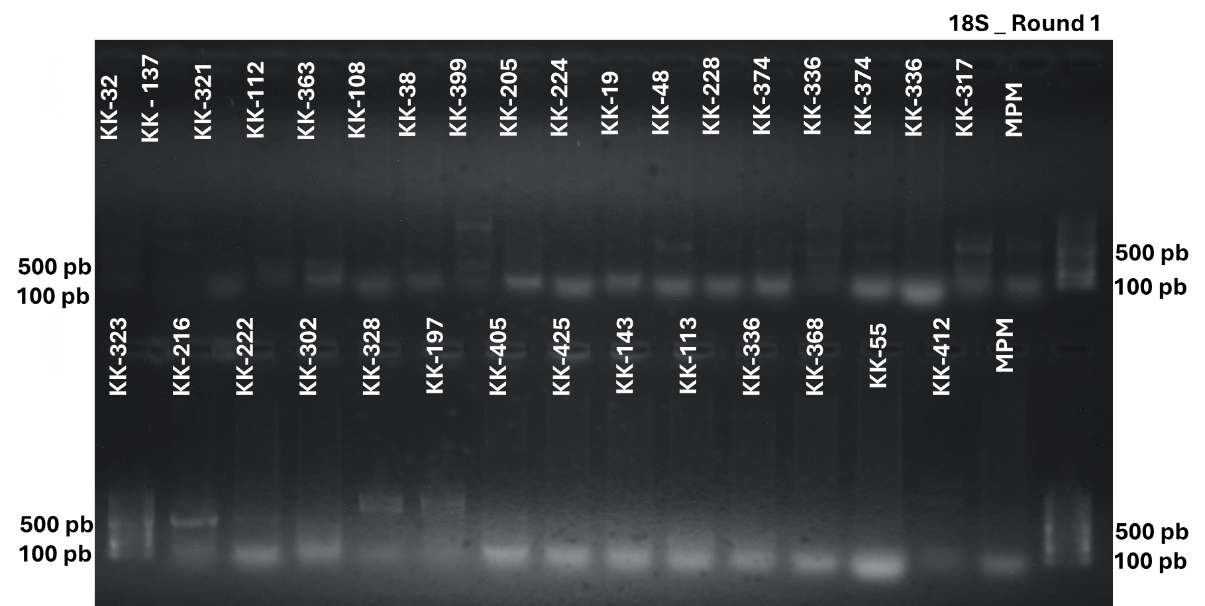 18S _ Round 1
KK-32
KK - 137
KK-321
KK-112
KK-363
KK-108
KK-38
KK-399
KK-205
KK-224
KK-19
KK-48
KK-228
KK-374
KK-336
KK-374
KK-336
KK-317
MPM
500 pb
100 pb
500 pb
100 pb
KK-323
KK-216
KK-222
KK-302
KK-328
KK-197
KK-405
KK-425
KK-143
KK-113
KK-336
KK-368
KK-55
KK-412
MPM
500 pb
100 pb
500 pb
100 pb